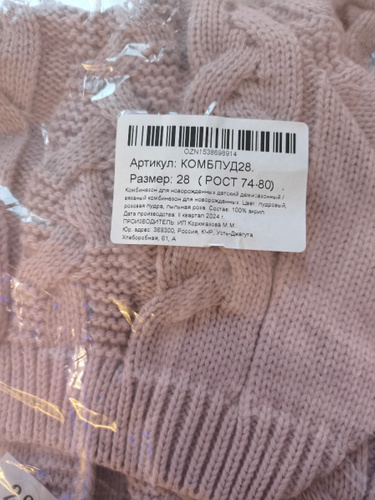 OZN1538698914
Артикул: КОМБПУД28.
Размер: 28 ( РОСТ 74-80) .
Комбинезон для новорожденных детский демисезонный /
вязаный комбинезон для новорожденных, Цвет: пудровый,
розовая пудра, пыльная роза. Состав: 100% акрил.
Дата производства: II квартал 2024 г.
ПРОИЗВОДИТЕЛЬ: ИП Коркмазова М.М.
Юр. адрес: 369300, Россия, КЧР, Усть-Джегута,
Хлеборобная, 61, А